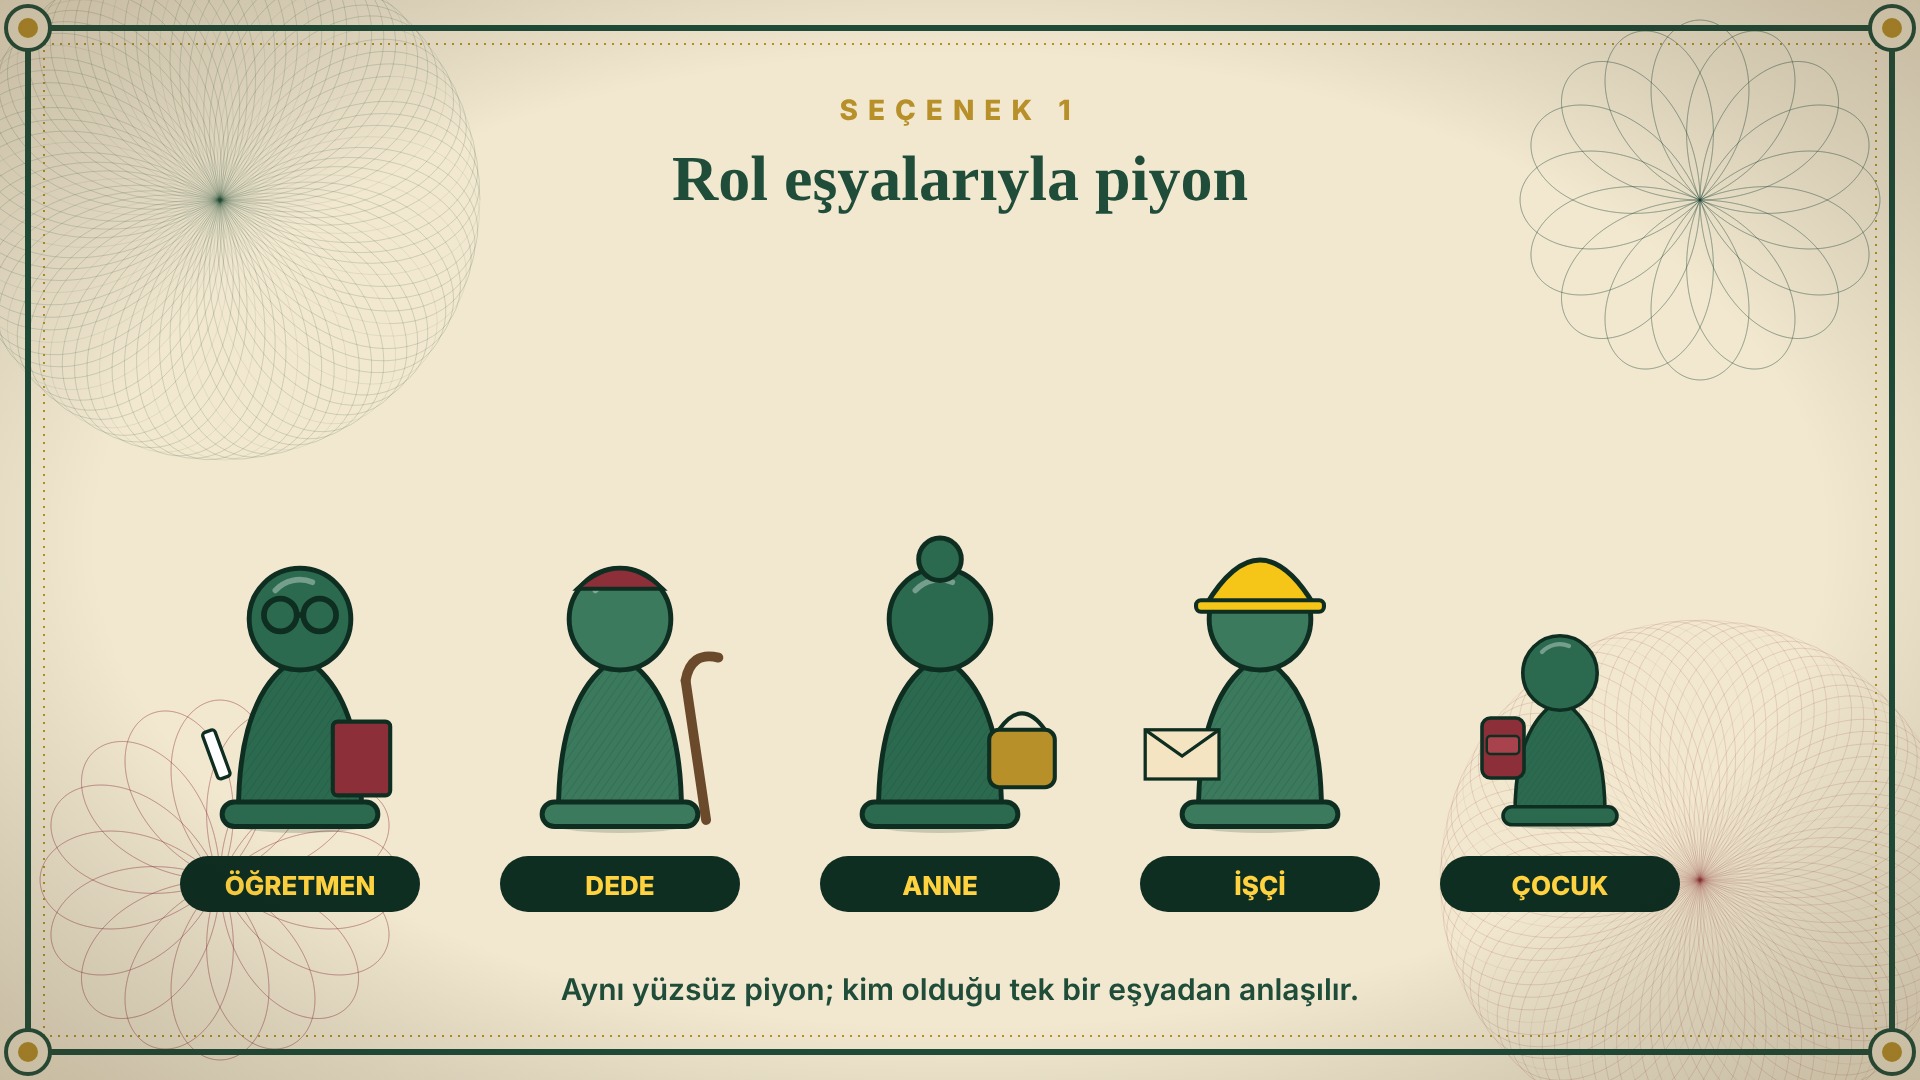 SEÇENEK 1
Rol eşyalarıyla piyon
ÖĞRETMEN
DEDE
ANNE
İŞÇİ
ÇOCUK
Aynı yüzsüz piyon; kim olduğu tek bir eşyadan anlaşılır.